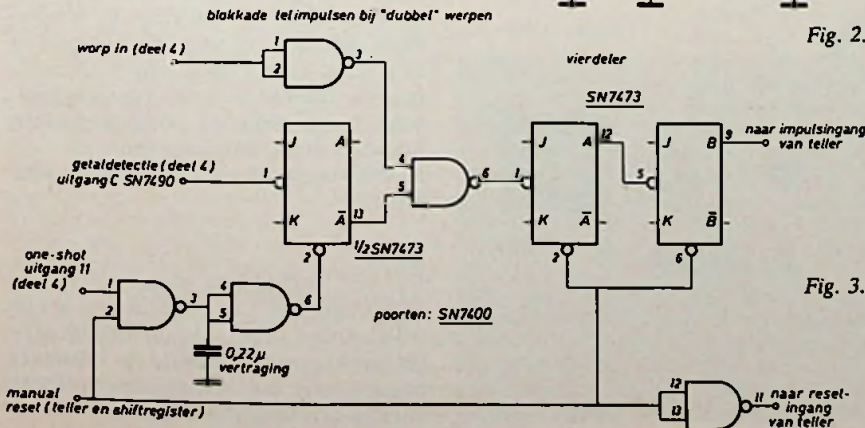 blokkade telimpulsen bij "dubbel" werpen
Fig. 2.
worp in (deel 4)
1
2
3
vierdeler
SN7473
J
A
getaldetectie (deel 4)
uitgang C SN7490
1
K
A
13
2
1/2 SN7473
4
5
6
1
J
A
12
K
A
2
5
J
B
9
naar impulsingang
van teller
K
B
6
one-shot
uitgang 11
(deel 4)
1
2
3
4
5
6
poorten: SN7400
Fig. 3.
0,22µ
vertraging
manual
reset (teller en shiftregister)
12
13
11
naar reset-
ingang
van teller